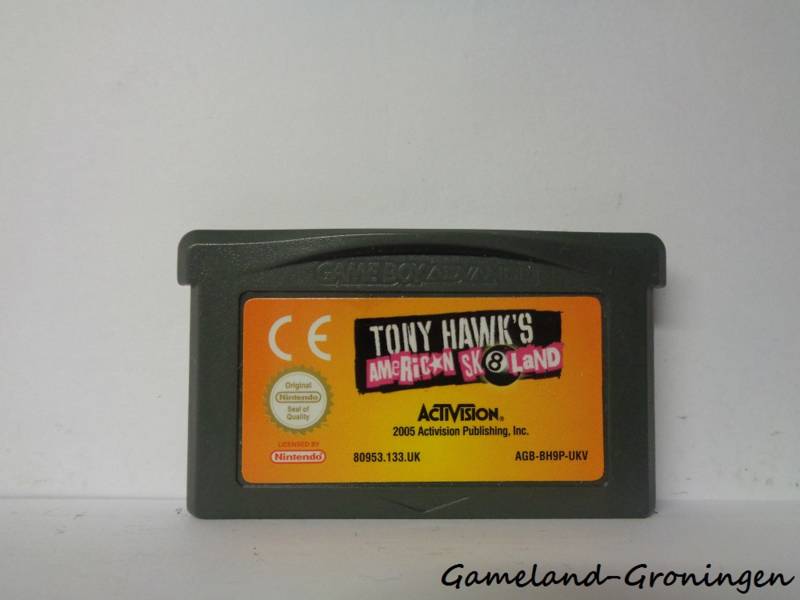 GAME BOY ADVANCE
CE
TONY HAWK'S
AMERICAN SK8LAND
Original
Nintendo
Seal of
Quality
ACTIVISION®
2005 Activision Publishing, Inc.
LICENSED BY
Nintendo
80953.133.UK
AGB-BH9P-UKV
Gameland-Groningen